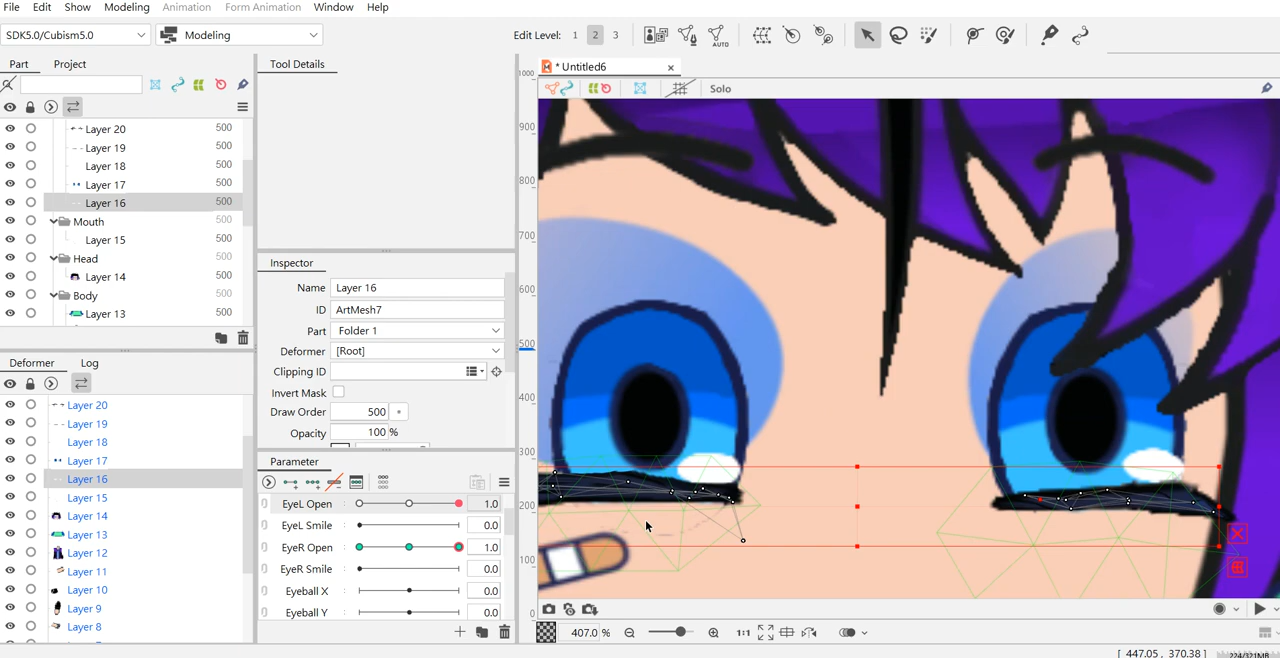 File Edit Show Modeling Animation Form Animation Window Help
SDK5.0/Cubism5.0 Modeling Edit Level: 1 2 3 AUTO
Part Project
Layer 20 500
Layer 19 500
Layer 18 500
Layer 17 500
Layer 16 500
Mouth 500
Layer 15 500
Head 500
Layer 14 500
Body 500
Layer 13 500
Deformer Log
Layer 20
Layer 19
Layer 18
Layer 17
Layer 16
Layer 15
Layer 14
Layer 13
Layer 12
Layer 11
Layer 10
Layer 9
Layer 8
Tool Details
Inspector
Name Layer 16
ID ArtMesh7
Part Folder 1
Deformer [Root]
Clipping ID
Invert Mask
Draw Order 500
Opacity 100 %
Parameter
EyeL Open 1.0
EyeL Smile 0.0
EyeR Open 1.0
EyeR Smile 0.0
Eyeball X 0.0
Eyeball Y 0.0
* Untitled6
Solo
1000
900
800
700
600
500
400
300
200
100
0
407.0 % 1:1
[ 447.05 , 370.38 ]